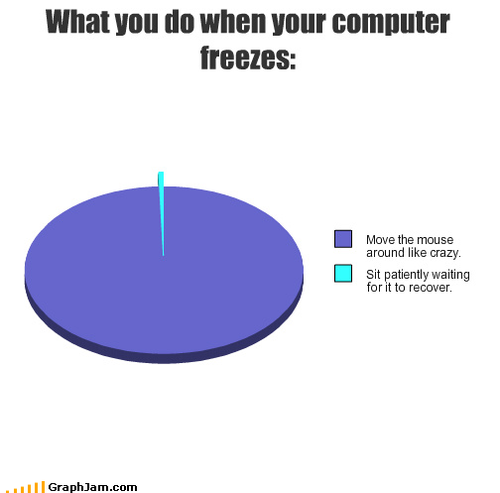 What you do when your computer
freezes:
Move the mouse
around like crazy.
Sit patiently waiting
for it to recover.
GraphJam.com